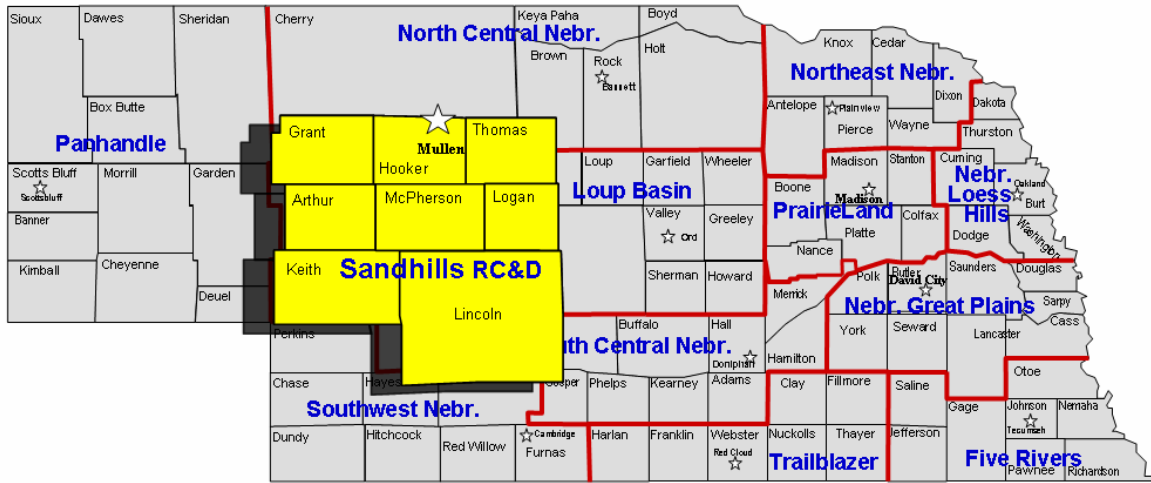 Sioux
Dawes
Sheridan
Cherry
Keya Paha
Boyd
North Central Nebr.
Brown
Rock
Holt
Bassett
Knox
Cedar
Northeast Nebr.
Dixon
Dakota
Box Butte
Panhandle
Antelope
Plainview
Pierce
Wayne
Thurston
Grant
Thomas
Mullen
Hooker
Scotts Bluff
Scottsbluff
Morrill
Garden
Loup
Garfield
Wheeler
Loup Basin
Madison
Stanton
Cuming
Nebr.
Loess
Hills
Oakland
Burt
Boone
Madison
PrairieLand
Arthur
McPherson
Logan
Banner
Valley
Ord
Greeley
Platte
Colfax
Dodge
Washington
Kimball
Cheyenne
Deuel
Keith
Sandhills RC&D
Lincoln
Sherman
Howard
Nance
Merrick
Polk
Butler
David City
Saunders
Douglas
Nebr. Great Plains
Sarpy
Cass
Perkins
Buffalo
Hall
uth Central Nebr.
Doniphan
Hamilton
York
Seward
Lancaster
Otoe
Chase
Hayes
Southwest Nebr.
Phelps
Kearney
Adams
Clay
Fillmore
Saline
Gage
Johnson
Nemaha
Tecumseh
Dundy
Hitchcock
Red Willow
Cambridge
Furnas
Harlan
Franklin
Webster
Red Cloud
Nuckolls
Thayer
Jefferson
Trailblazer
Five Rivers
Pawnee
Richardson